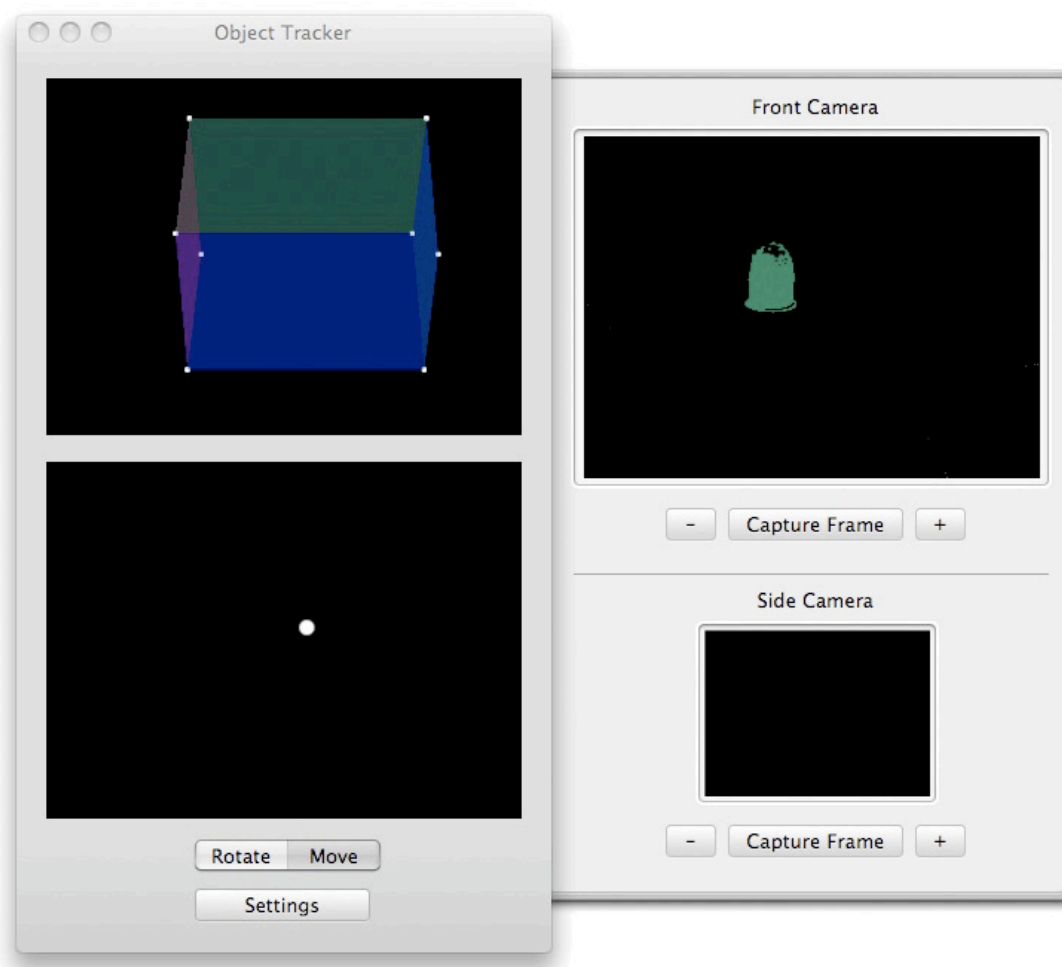 Object Tracker
Rotate Move
Settings
Front Camera
- Capture Frame +
Side Camera
- Capture Frame +